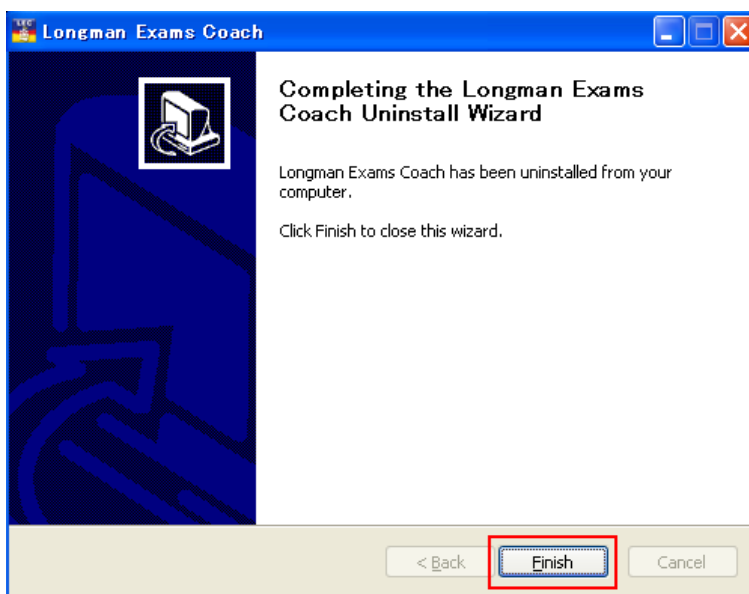 Longman Exams Coach
Completing the Longman Exams
Coach Uninstall Wizard
Longman Exams Coach has been uninstalled from your
computer.
Click Finish to close this wizard.
< Back Finish Cancel